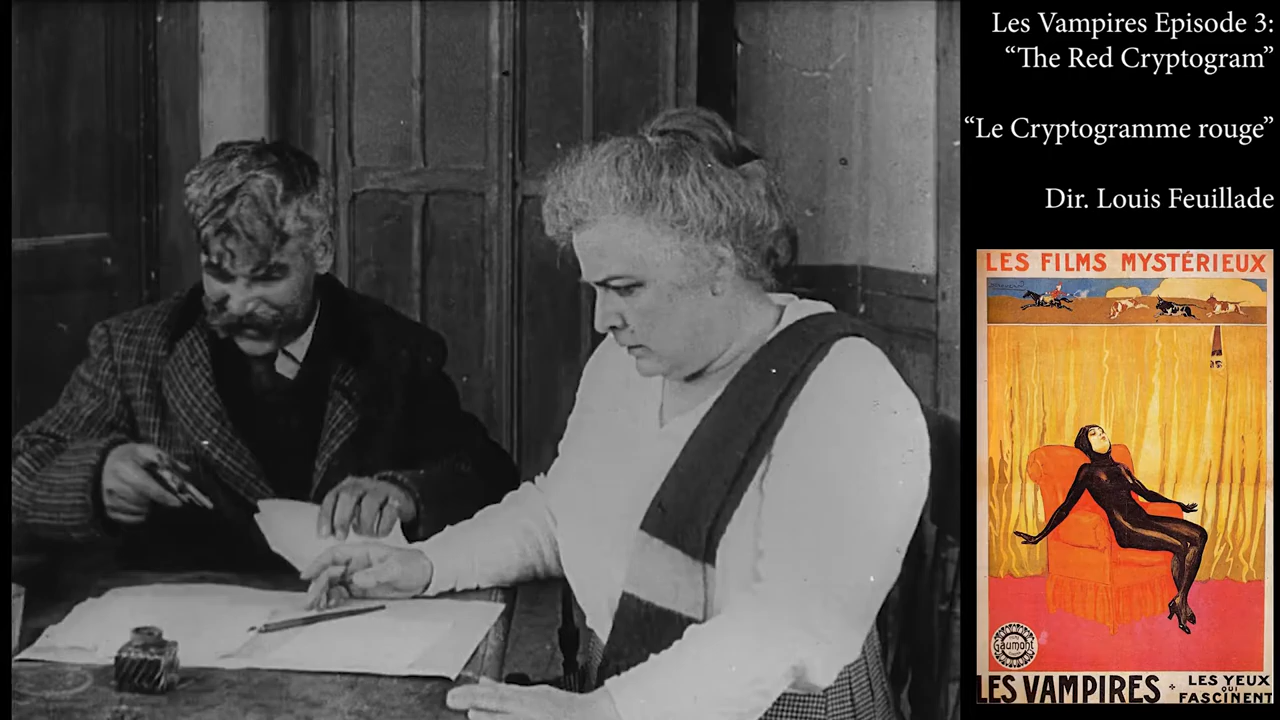 Les Vampires Episode 3:
“The Red Cryptogram”
“Le Cryptogramme rouge”
Dir. Louis Feuillade
LES FILMS MYSTÉRIEUX
Gaumont
LES VAMPIRES
LES YEUX
QUI
FASCINENT